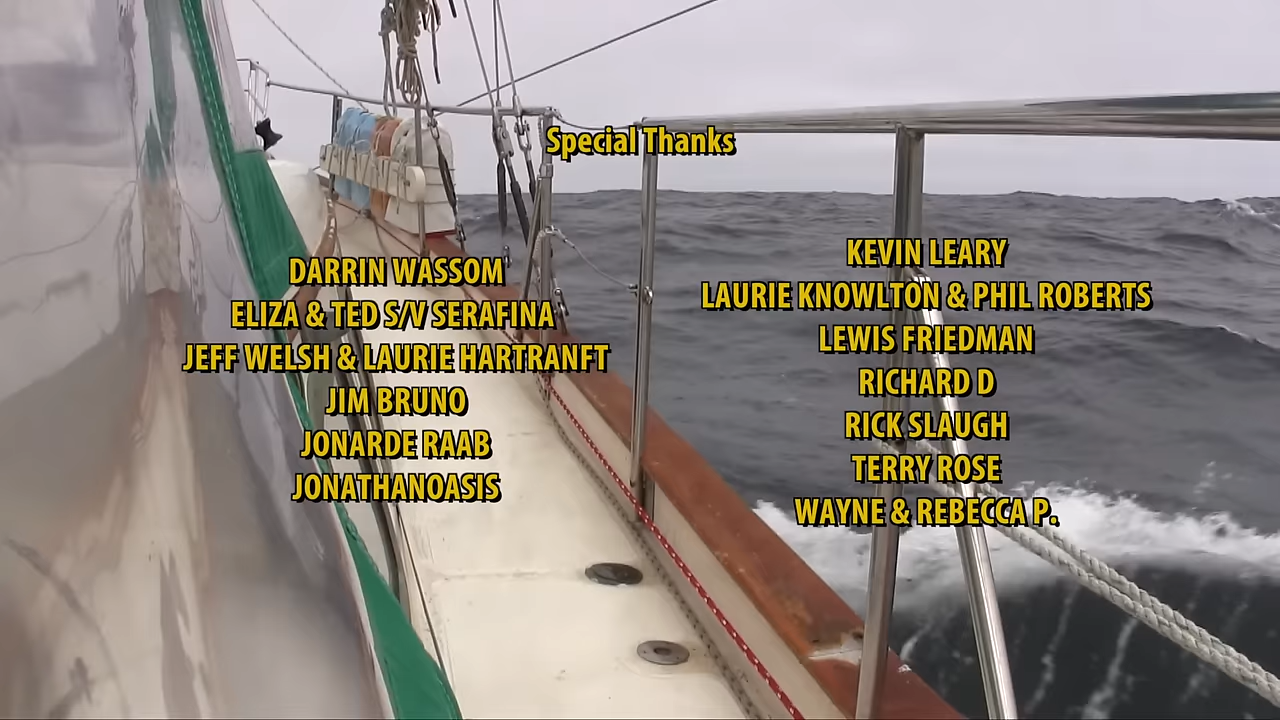 Special Thanks
DARRIN WASSOM
ELIZA & TED S/V SERAFINA
JEFF WELSH & LAURIE HARTRANFT
JIM BRUNO
JONARDE RAAB
JONATHANOASIS
KEVIN LEARY
LAURIE KNOWLTON & PHIL ROBERTS
LEWIS FRIEDMAN
RICHARD D
RICK SLAUGH
TERRY ROSE
WAYNE & REBECCA P.